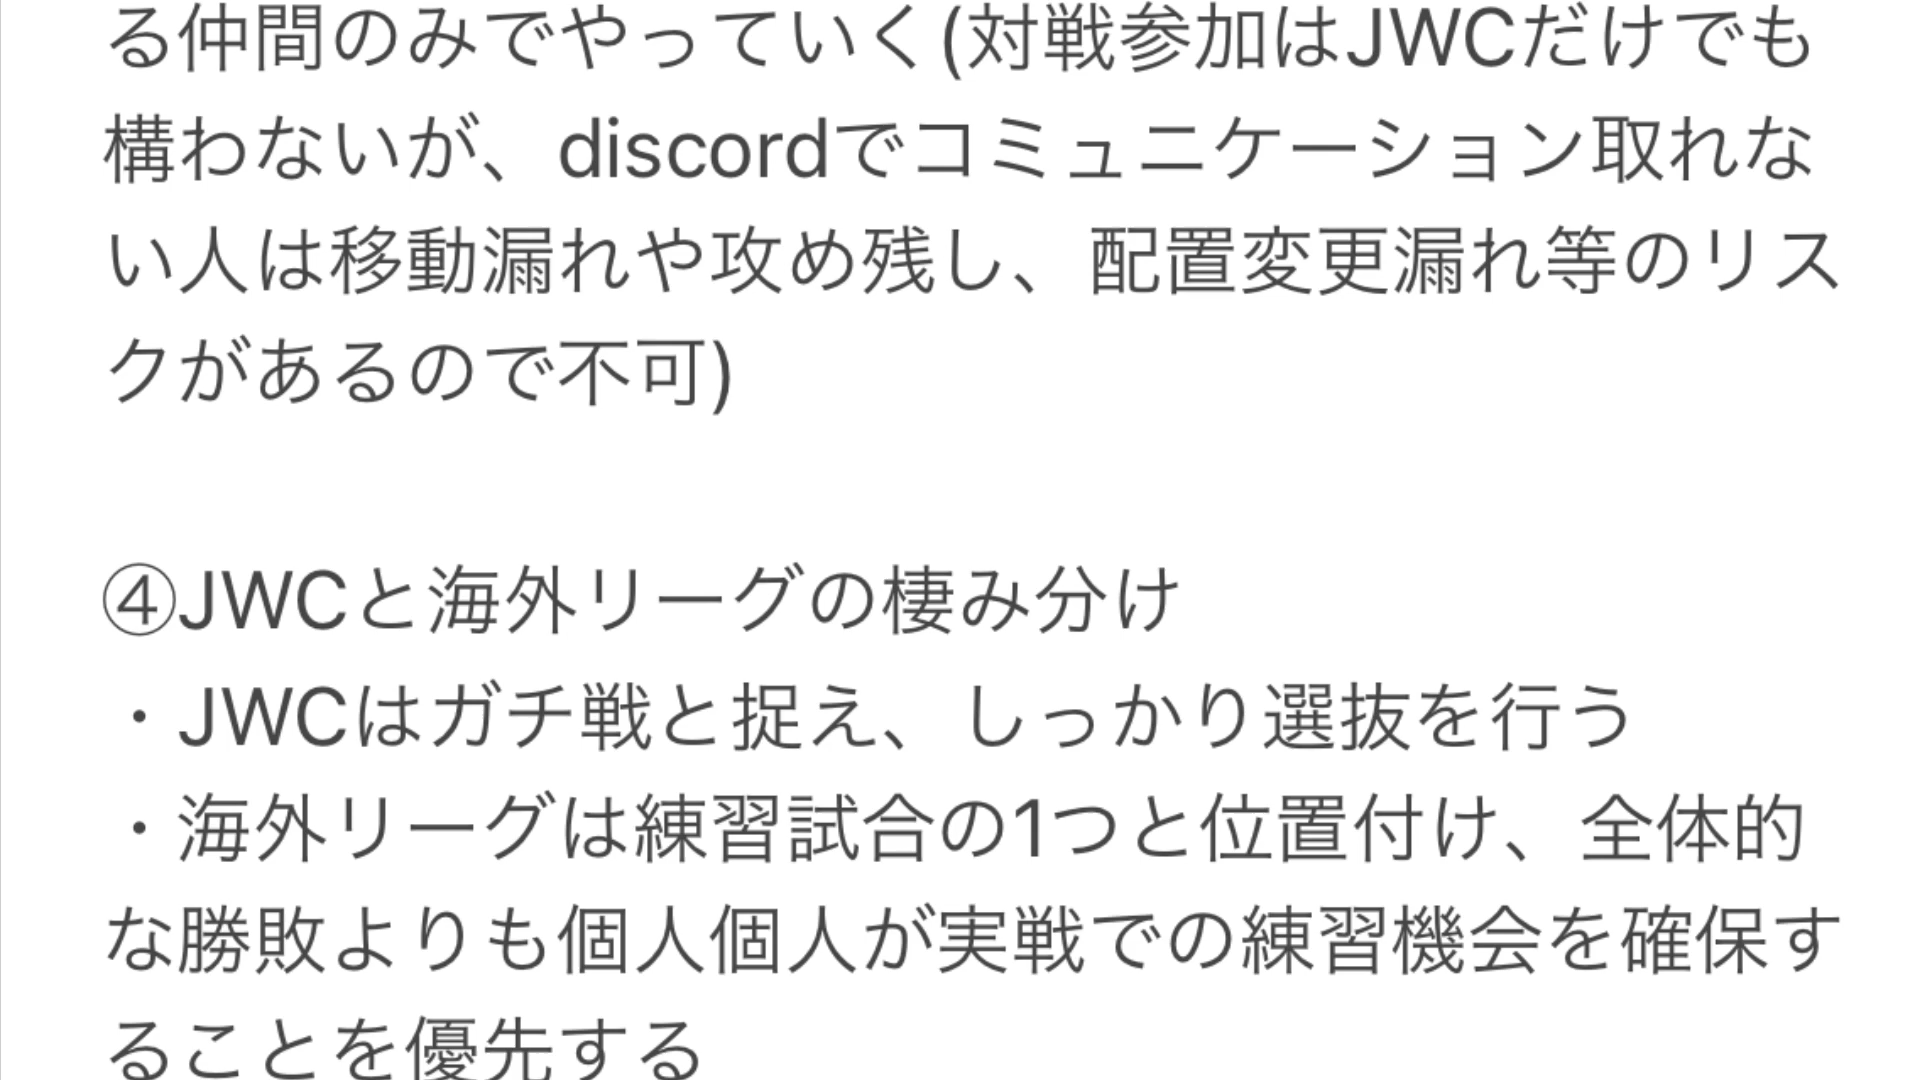 る仲間のみでやっていく(対戦参加はJWCだけでも
構わないが、discordでコミュニケーション取れな
い人は移動漏れや攻め残し、配置変更漏れ等のリス
クがあるので不可)
④JWCと海外リーグの棲み分け
・JWCはガチ戦と捉え、しっかり選抜を行う
・海外リーグは練習試合の1つと位置付け、全体的
な勝敗よりも個人個人が実戦での練習機会を確保す
ることを優先する